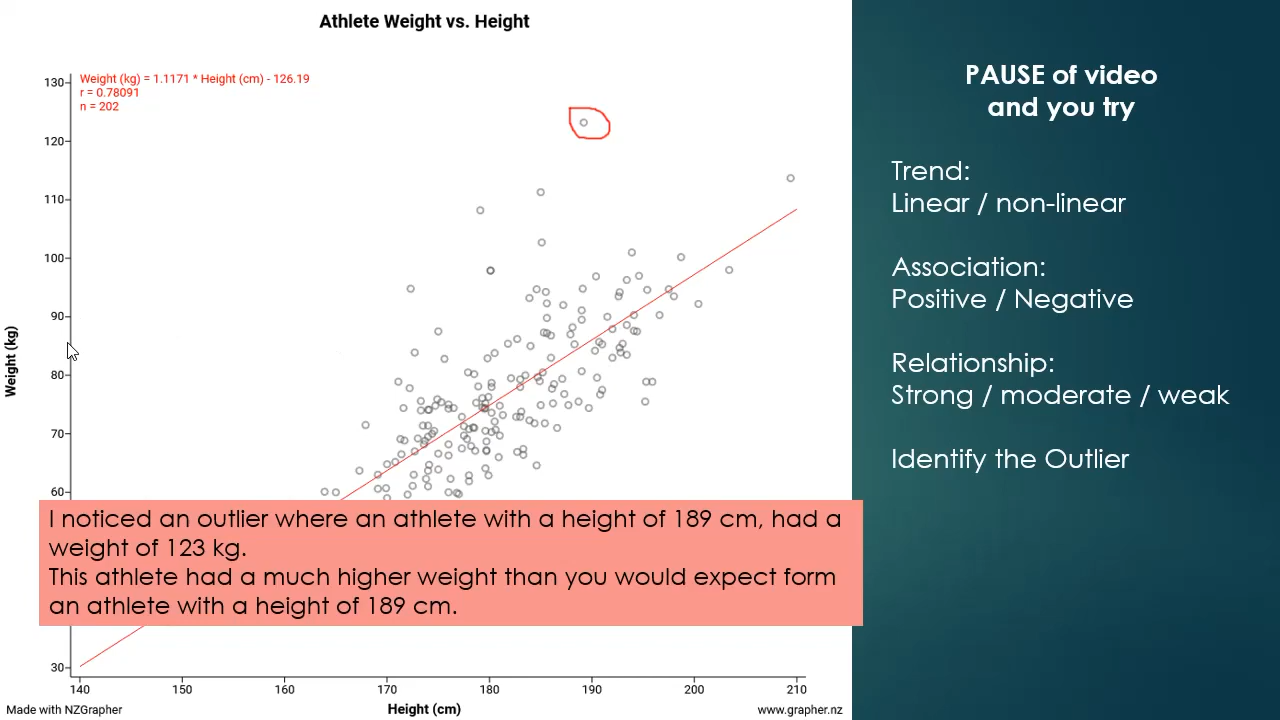 Athlete Weight vs. Height
Weight (kg) = 1.1171 * Height (cm) - 126.19
r = 0.78091
n = 202
130
120
110
100
90
80
70
60
30
Weight (kg)
140 150 160 170 180 190 200 210
Height (cm)
Made with NZGrapher
www.grapher.nz
I noticed an outlier where an athlete with a height of 189 cm, had a
weight of 123 kg.
This athlete had a much higher weight than you would expect form
an athlete with a height of 189 cm.
PAUSE of video
and you try
Trend:
Linear / non-linear
Association:
Positive / Negative
Relationship:
Strong / moderate / weak
Identify the Outlier